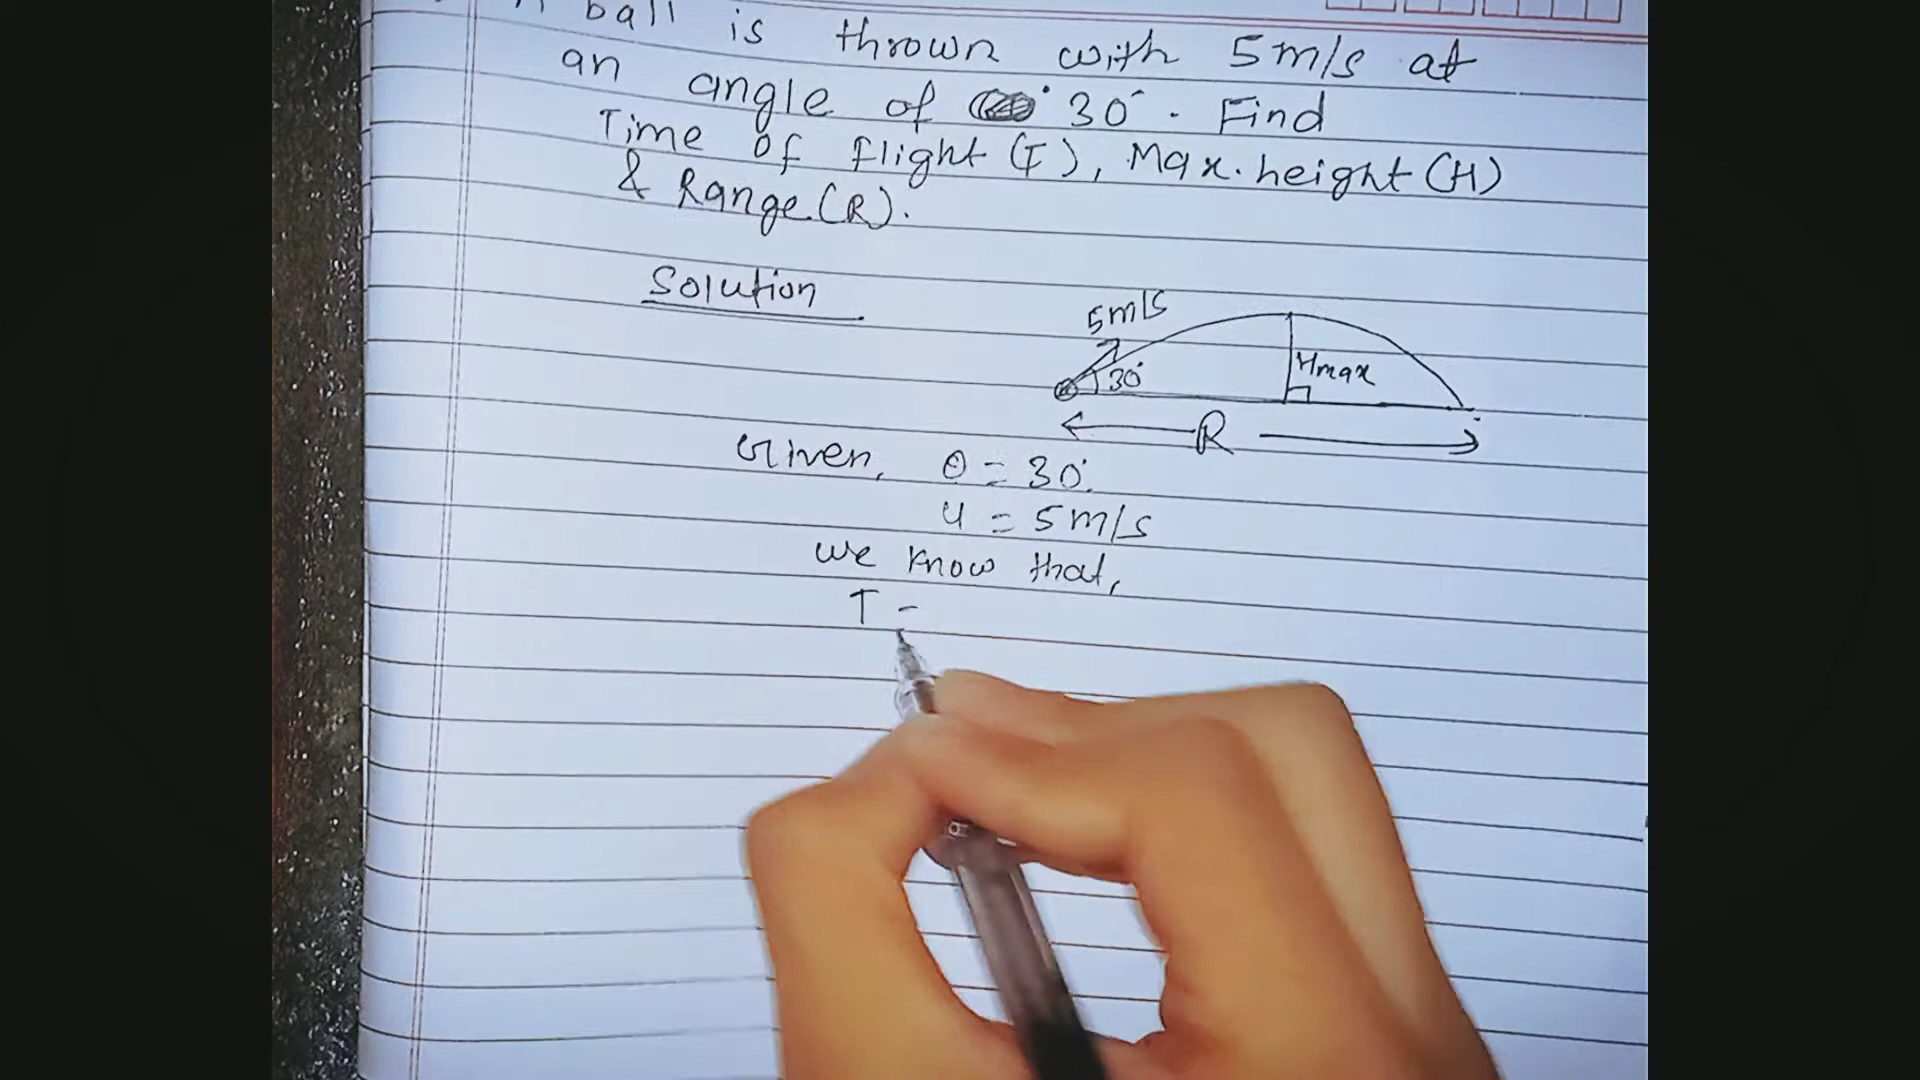 ball is thrown with 5m/s at
an angle of 30°. Find
Time of flight (T), Max. height (H)
& Range (R).
Solution
5m/s
30°
Hmax
R
Given, θ = 30°.
u = 5m/s
we know that,
T -